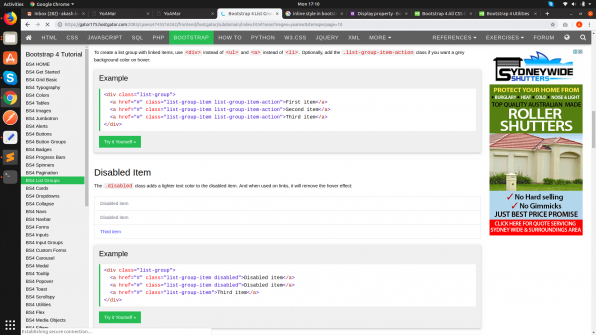 Activities Google Chrome Mon 17:10
YoAMar
YoAMar
Bootstrap 4 List Gr
Inline style in bootst
Display property - B
Bootstrap 4 All CSS
Bootstrap 4 Utilities
HTML CSS JAVASCRIPT SQL PHP BOOTSTRAP HOW TO PYTHON W3.CSS JQUERY XML MORE REFERENCES EXERCISES FORUM
Bootstrap 4 Tutorial
BS4 HOME
BS4 Get Started
BS4 Grid Basic
BS4 Typography
BS4 Colors
BS4 Tables
BS4 Images
BS4 Jumbotron
BS4 Alerts
BS4 Buttons
BS4 Button Groups
BS4 Badges
BS4 Progress Bars
BS4 Spinners
BS4 Pagination
BS4 List Groups
BS4 Cards
BS4 Dropdowns
BS4 Collapse
BS4 Navs
BS4 Navbar
BS4 Forms
BS4 Inputs
BS4 Input Groups
BS4 Custom Forms
BS4 Carousel
BS4 Modal
BS4 Tooltip
BS4 Popover
BS4 Toast
BS4 Scrollspy
BS4 Utilities
BS4 Flex
BS4 Media Objects
BS4 Filters
Establishing secure connection...
To create a list group with linked items, use <div> instead of <ul> and <a> instead of <li>. Optionally, add the .list-group-item-action class if you want a
grey background color on hover:
Example
<div class="list-group">
<a href="#" class="list-group-item list-group-item-action">First item</a>
<a href="#" class="list-group-item list-group-item-action">Second item</a>
<a href="#" class="list-group-item list-group-item-action">Third item</a>
</div>
Try it Yourself »
Disabled Item
The .disabled class adds a lighter text color to the disabled item. And when used on links, it will remove the hover effect:
Disabled item
Disabled item
Third item
Example
<div class="list-group">
<a href="#" class="list-group-item disabled">Disabled item</a>
<a href="#" class="list-group-item disabled">Disabled item</a>
<a href="#" class="list-group-item">Third item</a>
</div>
Try it Yourself »
SYDNEYWIDE
SHUTTERS
PROTECT YOUR HOME FROM
BURGLARY HEAT COLD NOISE & LIGHT
TOP QUALITY AUSTRALIAN MADE
ROLLER
SHUTTERS
No Hard selling
No Gimmicks
JUST BEST PRICE PROMISE
CLICK HERE FOR QUOTE SERVICING
SYDNEY WIDE & SURROUNDINGS AREA